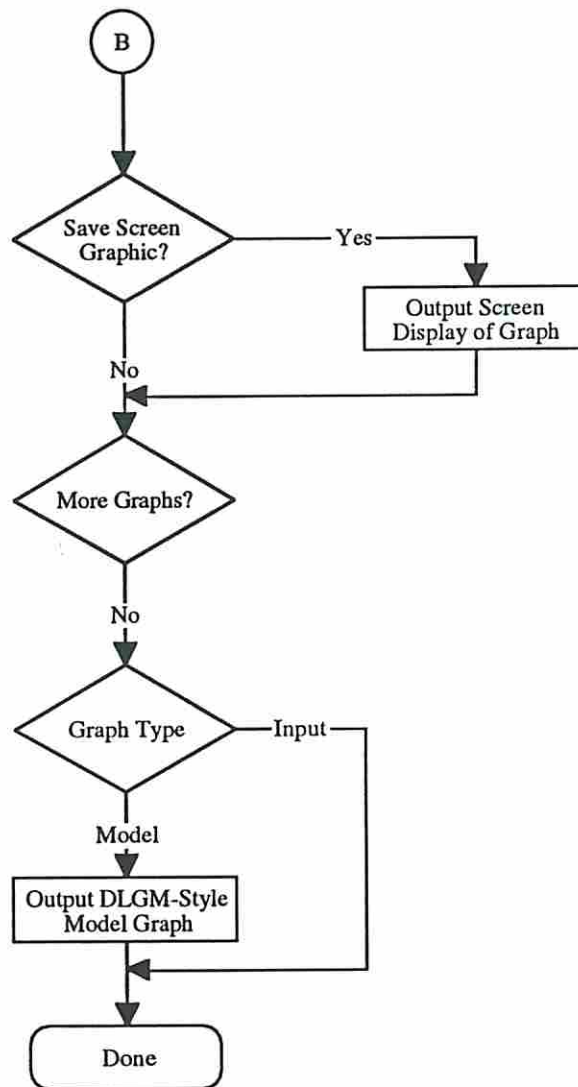 B
Save Screen
Graphic?
Yes
Output Screen
Display of Graph
No
More Graphs?
No
Graph Type
Input
Model
Output DLGM-Style
Model Graph
Done